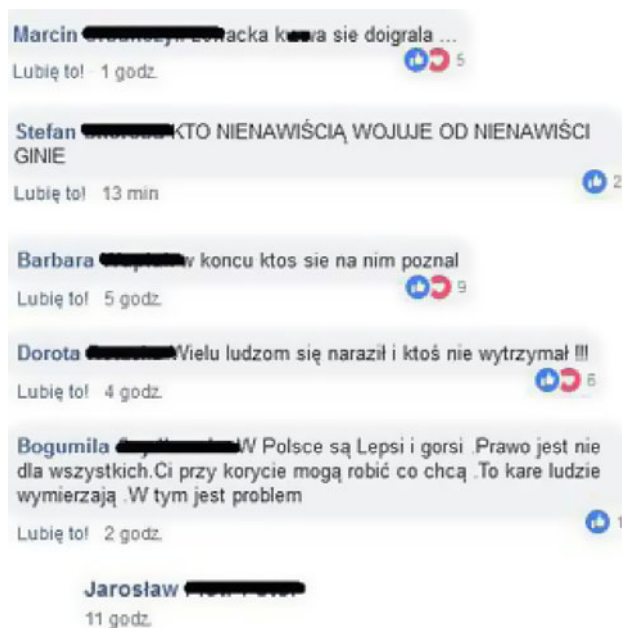 Marcin acka k wa sie doigrala ...
Lubię to! 1 godz. 5
Stefan KTO NIENAWIŚCIĄ WOJUJE OD NIENAWIŚCI
GINIE
2
Lubię to! 13 min
Barbara w koncu ktos sie na nim poznal
Lubię to! 5 godz. 9
Dorota Wielu ludzom się naraził i ktoś nie wytrzymał !!!
Lubię to! 4 godz. 6
Bogumila W Polsce są Lepsi i gorsi .Prawo jest nie
dla wszystkich.Ci przy korycie mogą robić co chcą .To kare ludzie
wymierzają .W tym jest problem
Lubię to! 2 godz. 1
Jarosław
11 godz.